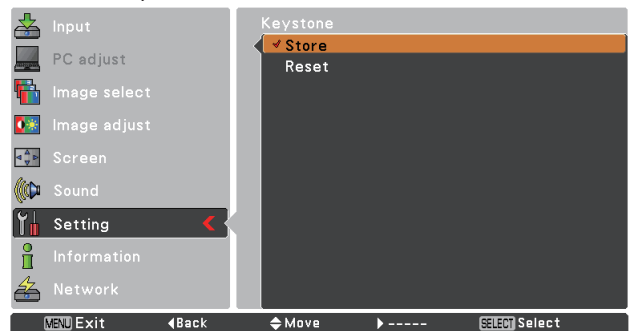 Input
PC adjust
Image select
Image adjust
Screen
Sound
Setting
Information
Network
Keystone
Store
Reset
MENU Exit
Back
Move
-----
SELECT Select